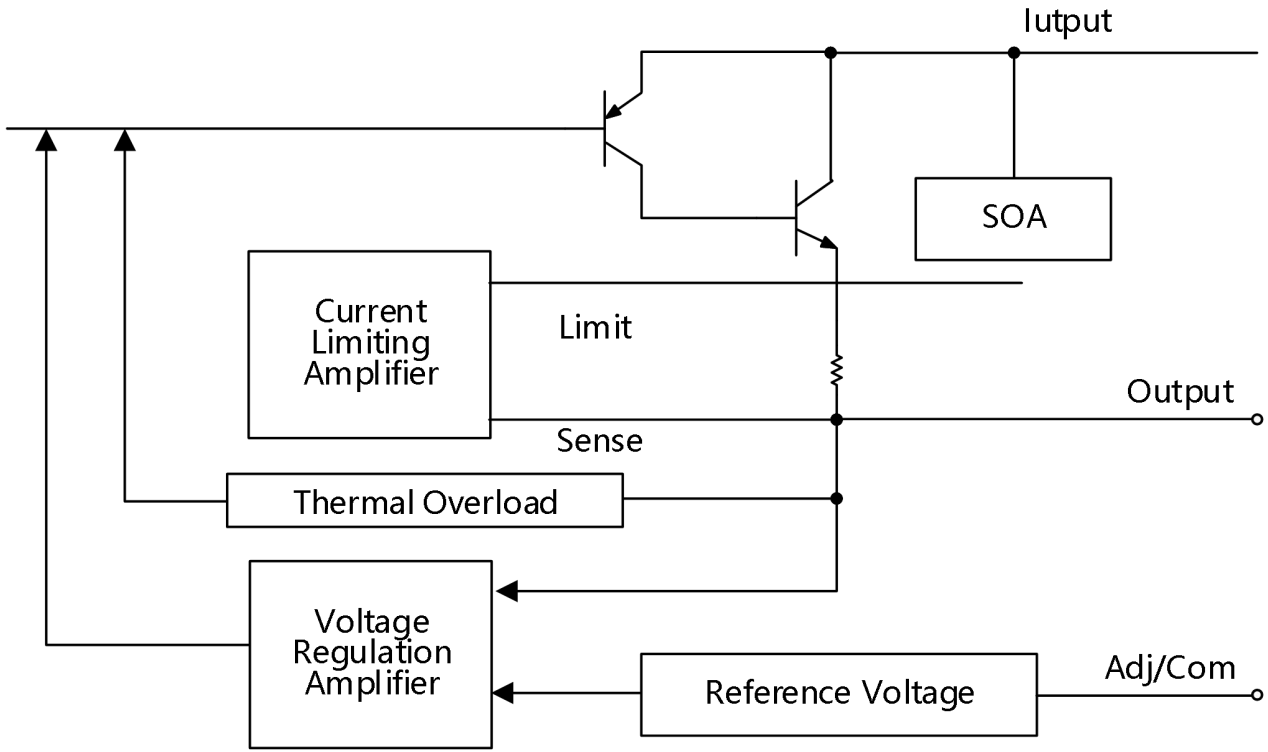 Iutput
SOA
Current
Limiting
Amplifier
Limit
Output
Sense
Thermal Overload
Voltage
Regulation
Amplifier
Reference Voltage
Adj/Com